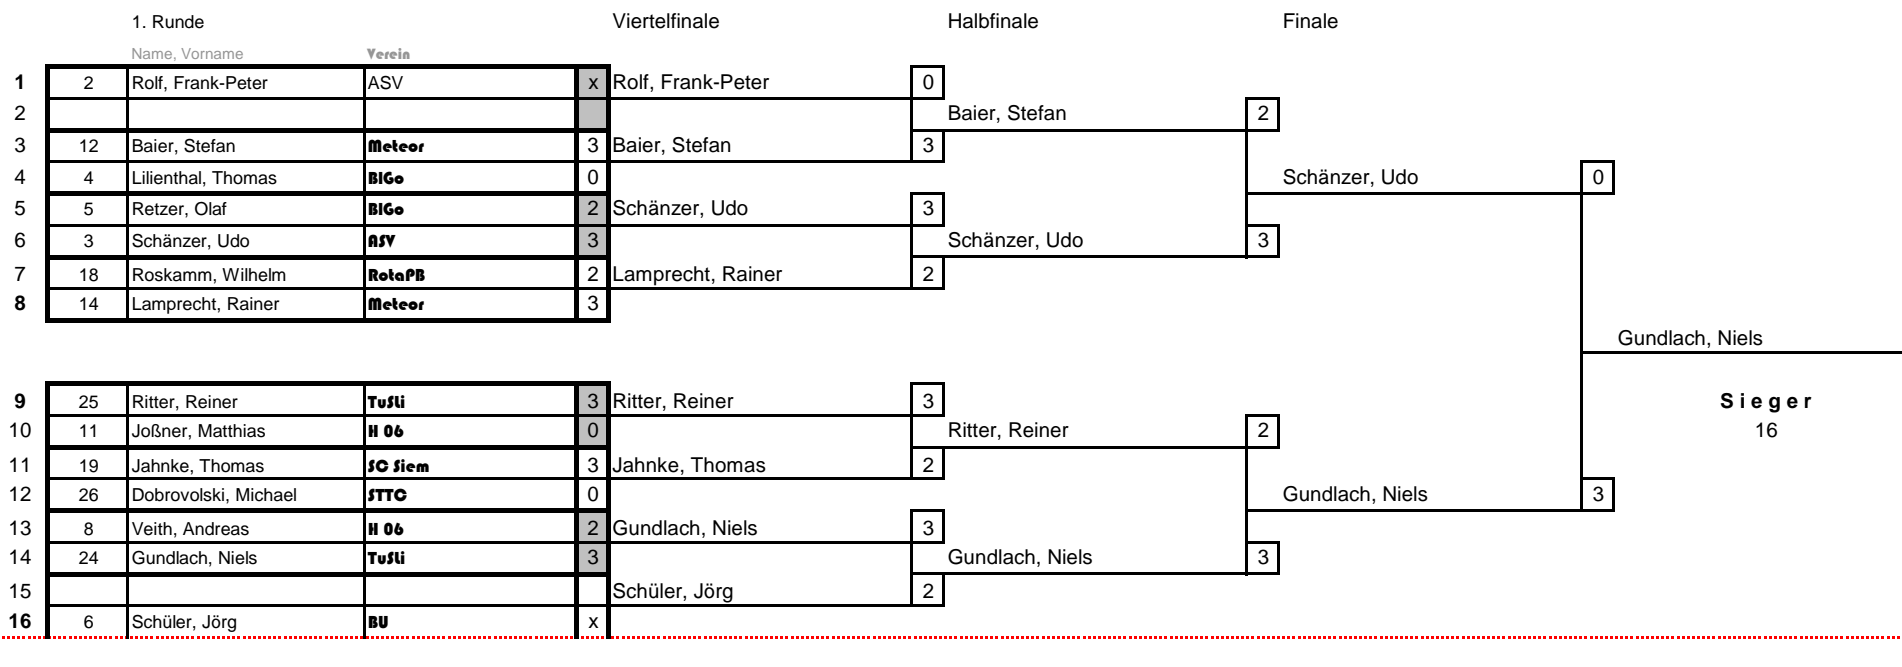 1. Runde Viertelfinale Halbfinale Finale
Name, Vorname Verein
1 2 Rolf, Frank-Peter ASV x Rolf, Frank-Peter 0
2 Baier, Stefan 2
3 12 Baier, Stefan Meteor 3 Baier, Stefan 3
4 4 Lilienthal, Thomas BIGo 0 Schänzer, Udo 0
5 5 Retzer, Olaf BIGo 2 Schänzer, Udo 3
6 3 Schänzer, Udo ASV 3 Schänzer, Udo 3
7 18 Roskamm, Wilhelm RotaPB 2 Lamprecht, Rainer 2
8 14 Lamprecht, Rainer Meteor 3
Gundlach, Niels
9 25 Ritter, Reiner TuSLi 3 Ritter, Reiner 3 Sieger
10 11 Joßner, Matthias H 06 0 Ritter, Reiner 2 16
11 19 Jahnke, Thomas SC Siem 3 Jahnke, Thomas 2
12 26 Dobrovolski, Michael STTC 0 Gundlach, Niels 3
13 8 Veith, Andreas H 06 2 Gundlach, Niels 3
14 24 Gundlach, Niels TuSLi 3 Gundlach, Niels 3
15 Schüler, Jörg 2
16 6 Schüler, Jörg BU x